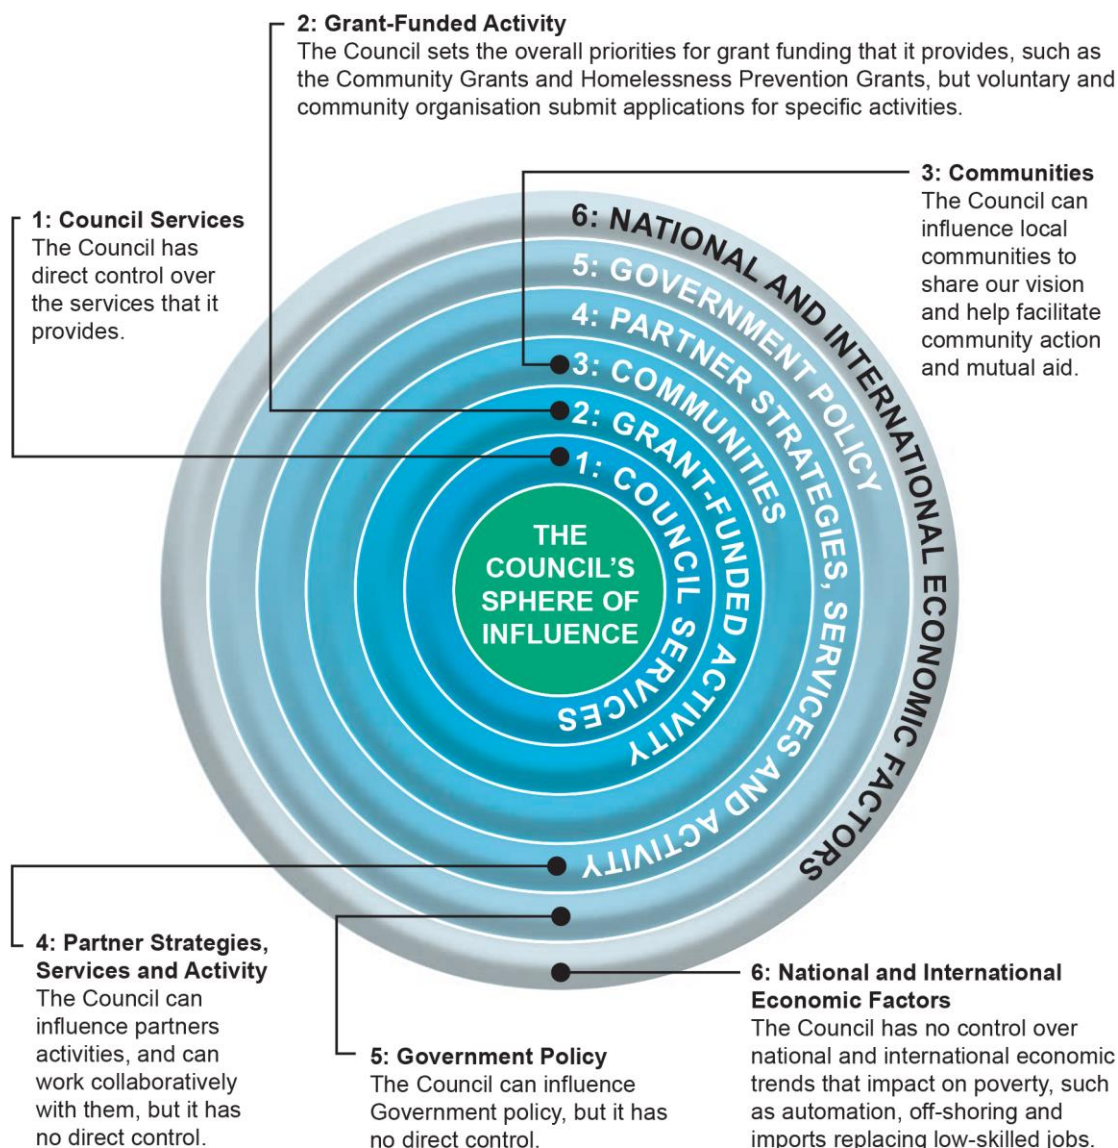 2: Grant-Funded Activity
The Council sets the overall priorities for grant funding that it provides, such as
the Community Grants and Homelessness Prevention Grants, but voluntary and
community organisation submit applications for specific activities.
1: Council Services
The Council has
direct control over
the services that it
provides.
3: Communities
The Council can
influence local
communities to
share our vision
and help facilitate
community action
and mutual aid.
6: NATIONAL AND INTERNATIONAL ECONOMIC FACTORS
5: GOVERNMENT POLICY
4: PARTNER STRATEGIES, SERVICES AND ACTIVITY
3: COMMUNITIES
2: GRANT-FUNDED ACTIVITY
1: COUNCIL SERVICES
THE
COUNCIL'S
SPHERE OF
INFLUENCE
4: Partner Strategies,
Services and Activity
The Council can
influence partners
activities, and can
work collaboratively
with them, but it has
no direct control.
5: Government Policy
The Council can influence
Government policy, but it has
no direct control.
6: National and International
Economic Factors
The Council has no control over
national and international economic
trends that impact on poverty, such
as automation, off-shoring and
imports replacing low-skilled jobs.